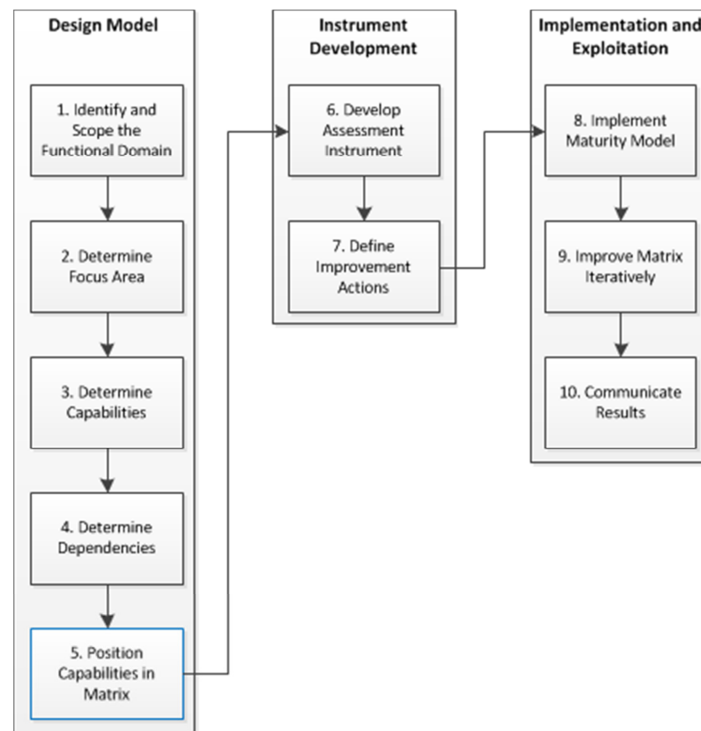 Design Model
1. Identify and
Scope the
Functional Domain
2. Determine
Focus Area
3. Determine
Capabilities
4. Determine
Dependencies
5. Position
Capabilities in
Matrix
Instrument
Development
6. Develop
Assessment
Instrument
7. Define
Improvement
Actions
Implementation and
Exploitation
8. Implement
Maturity Model
9. Improve Matrix
Iteratively
10. Communicate
Results